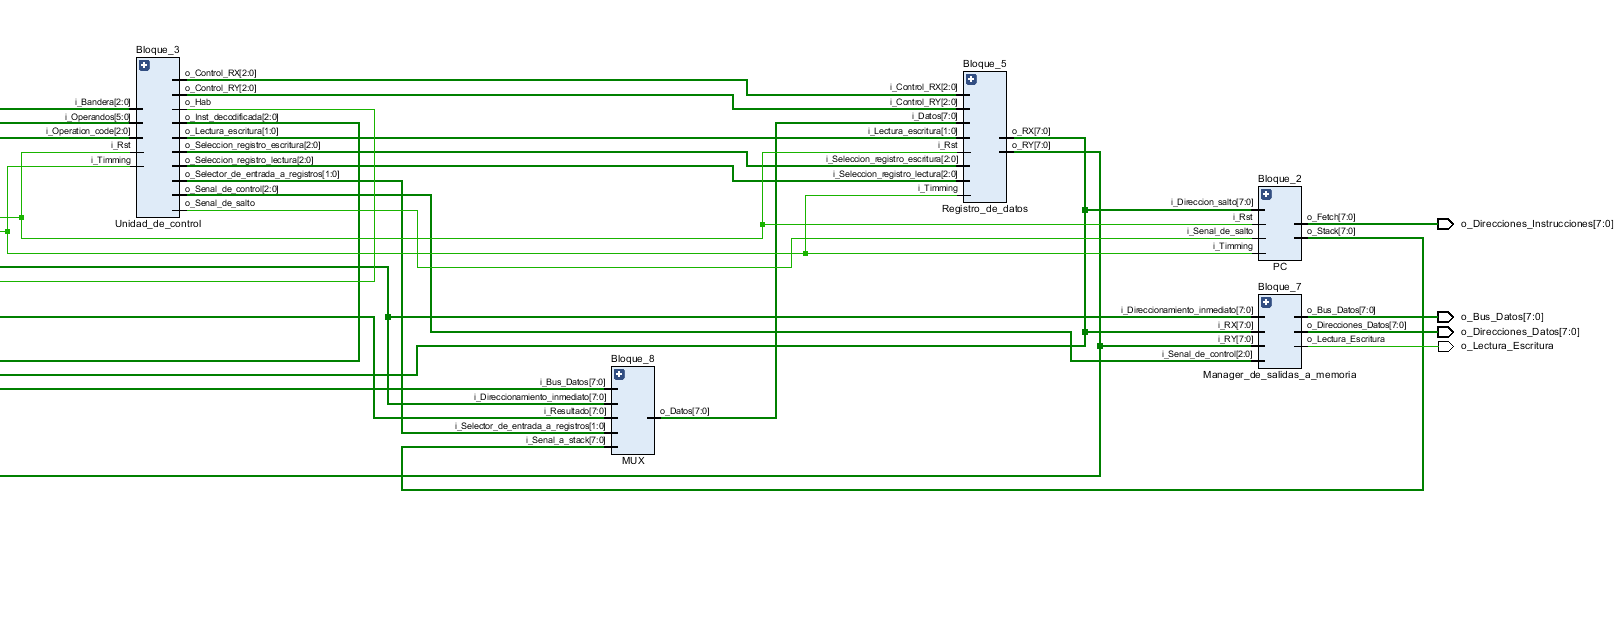 Bloque_3
o_Control_RX[2:0]
o_Control_RY[2:0]
i_Bandera[2:0]
o_Hab
i_Operandos[5:0]
o_Inst_decodificada[2:0]
i_Operation_code[2:0]
o_Lectura_escritura[1:0]
i_Rst
o_Seleccion_registro_escritura[2:0]
i_Timming
o_Seleccion_registro_lectura[2:0]
o_Selector_de_entrada_a_registros[1:0]
o_Senal_de_control[2:0]
o_Senal_de_salto
Unidad_de_control
Bloque_5
i_Control_RX[2:0]
i_Control_RY[2:0]
i_Datos[7:0]
i_Lectura_escritura[1:0]
o_RX[7:0]
i_Rst
o_RY[7:0]
i_Seleccion_registro_escritura[2:0]
i_Seleccion_registro_lectura[2:0]
i_Timming
Registro_de_datos
Bloque_2
i_Direccion_salto[7:0]
i_Rst
o_Fetch[7:0]
o_Direcciones_Instrucciones[7:0]
i_Senal_de_salto
o_Stack[7:0]
i_Timming
PC
Bloque_7
i_Direccionamiento_inmediato[7:0]
o_Bus_Datos[7:0]
o_Bus_Datos[7:0]
i_RX[7:0]
o_Direcciones_Datos[7:0]
o_Direcciones_Datos[7:0]
i_RY[7:0]
o_Lectura_Escritura
o_Lectura_Escritura
i_Senal_de_control[2:0]
Manager_de_salidas_a_memoria
Bloque_8
i_Bus_Datos[7:0]
i_Direccionamiento_inmediato[7:0]
i_Resultado[7:0]
o_Datos[7:0]
i_Selector_de_entrada_a_registros[1:0]
i_Senal_a_stack[7:0]
MUX